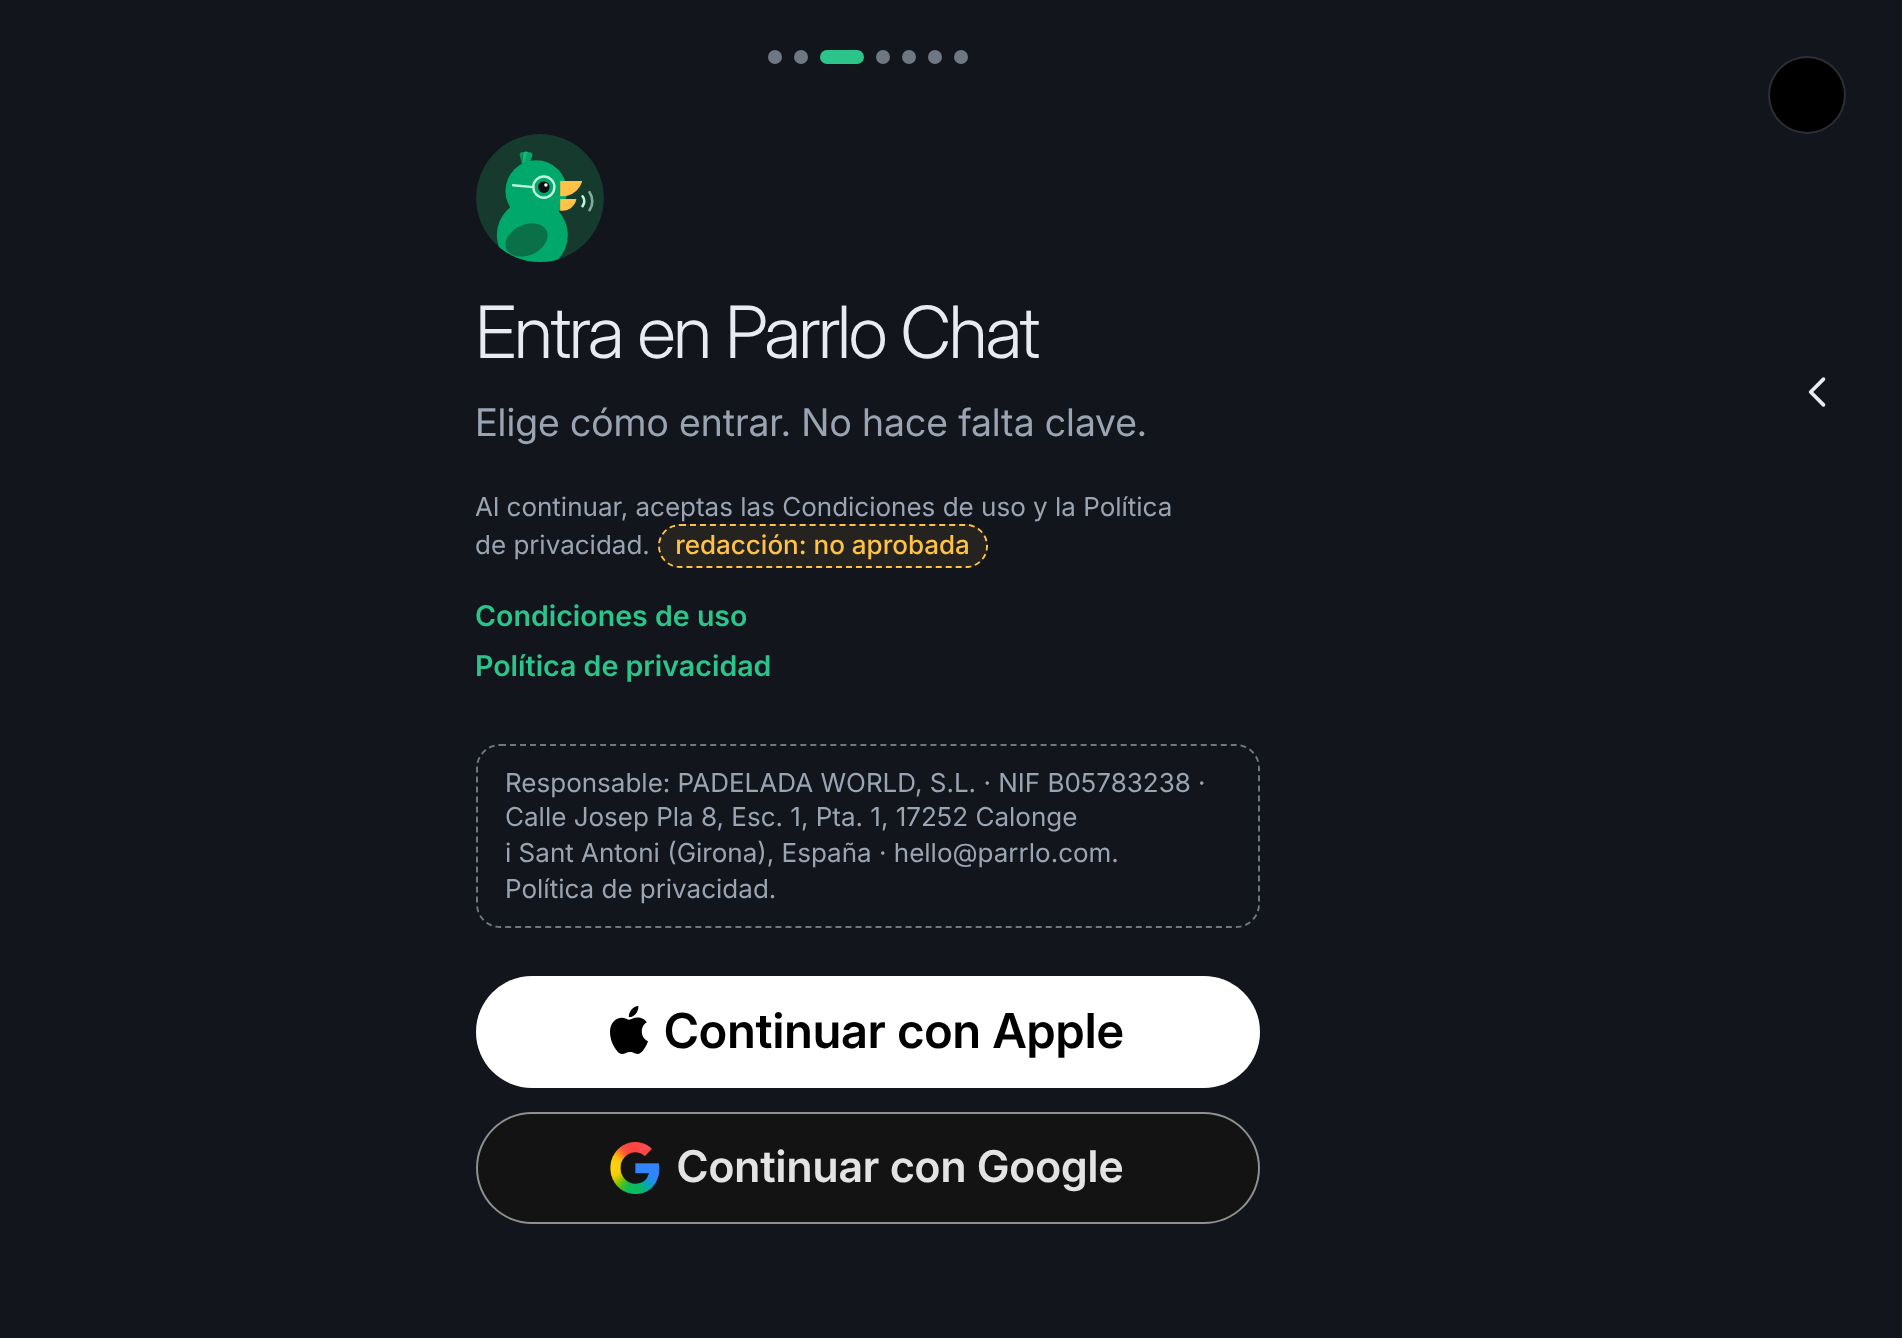 Entra en Parrlo Chat
Elige cómo entrar. No hace falta clave.
Al continuar, aceptas las Condiciones de uso y la Política
de privacidad. redacción: no aprobada
Condiciones de uso
Política de privacidad
Responsable: PADELADA WORLD, S.L. · NIF B05783238 ·
Calle Josep Pla 8, Esc. 1, Pta. 1, 17252 Calonge
i Sant Antoni (Girona), España · hello@parrlo.com.
Política de privacidad.
Continuar con Apple
Continuar con Google